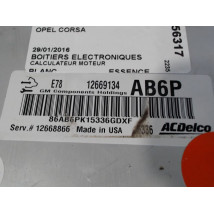 OPEL CORSA
29/01/2016
BOITIERS ELECTRONIQUES
CALCULATEUR MOTEUR
BLANC ESSENCE
56317
E78 12669134 AB6P
GM Components Holdings
86AB6PK15336GDXF
ACDelco
Serv.# 12668866 Made in USA